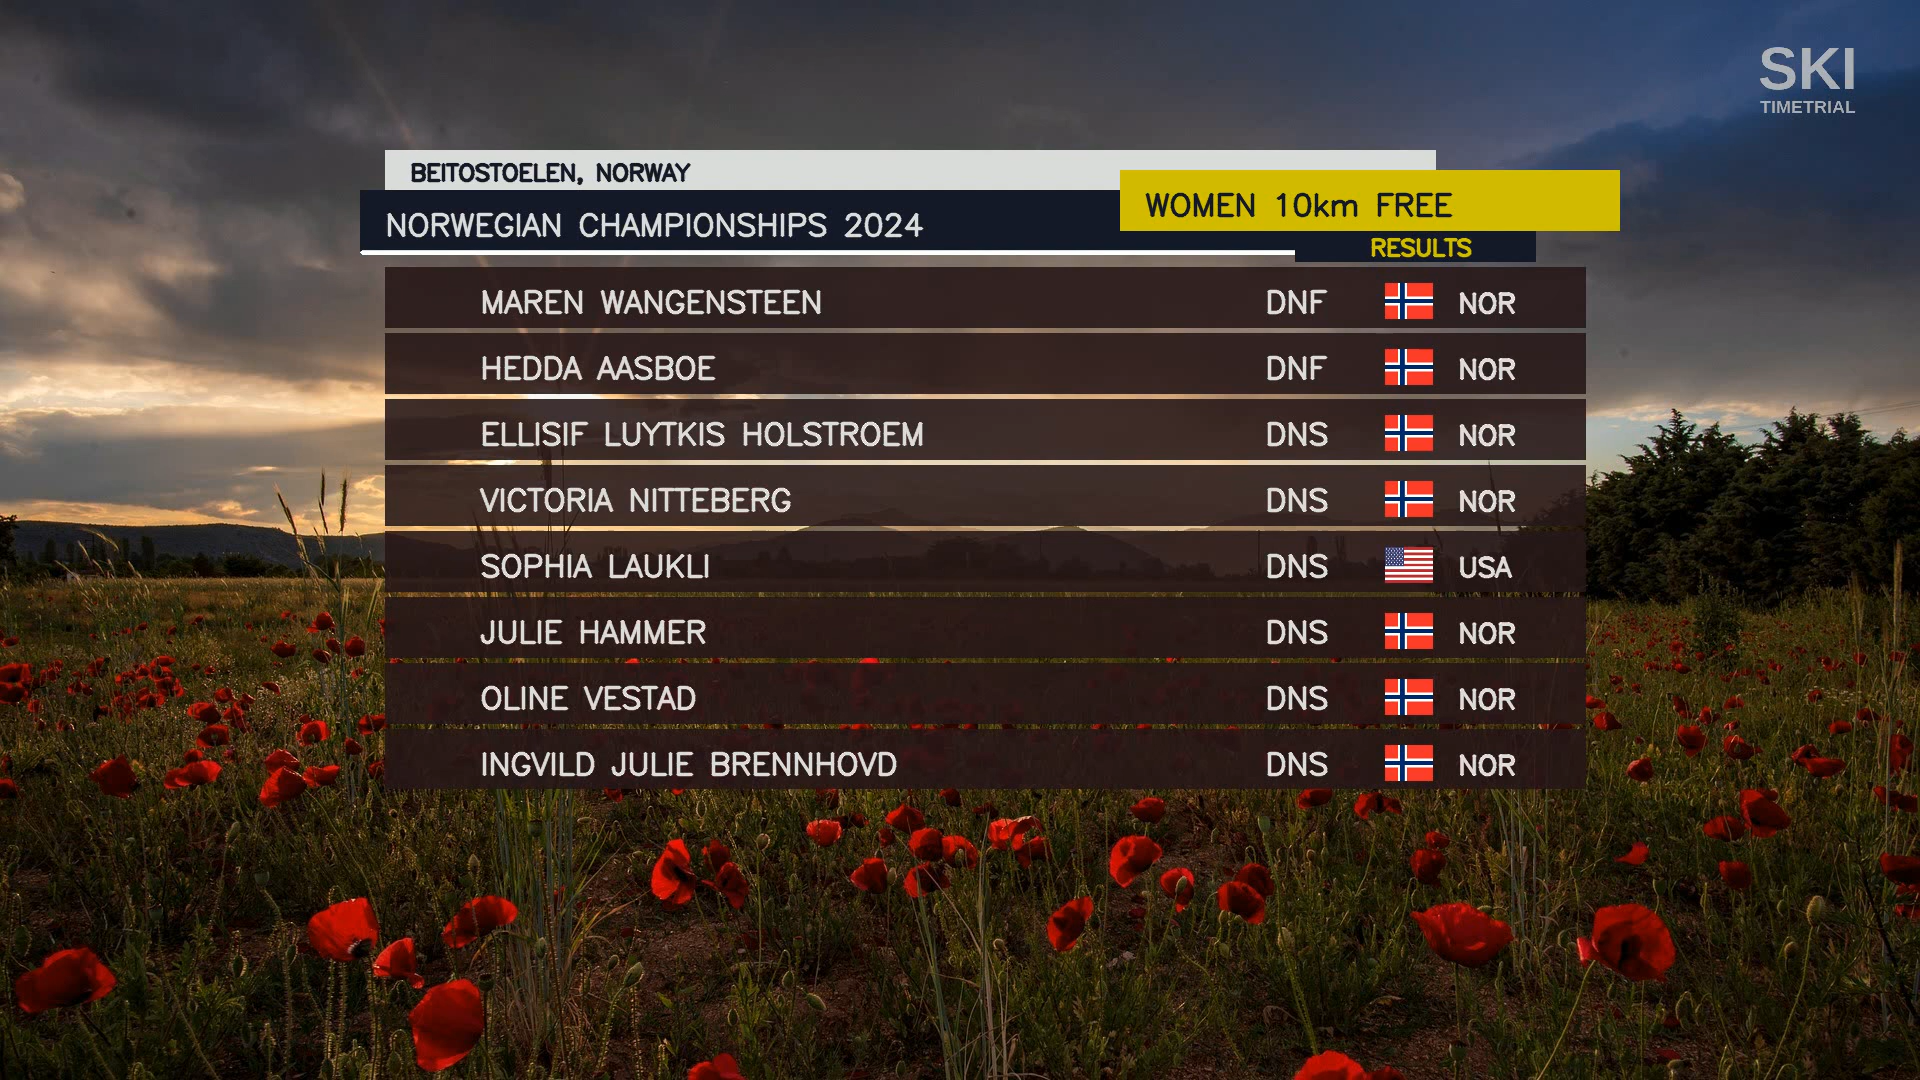 SKI
TIMETRIAL
BEITOSTOELEN, NORWAY
NORWEGIAN CHAMPIONSHIPS 2024
WOMEN 10km FREE
RESULTS
MAREN WANGENSTEEN DNF NOR
HEDDA AASBOE DNF NOR
ELLISIF LUYTKIS HOLSTROEM DNS NOR
VICTORIA NITTEBERG DNS NOR
SOPHIA LAUKLI DNS USA
JULIE HAMMER DNS NOR
OLINE VESTAD DNS NOR
INGVILD JULIE BRENNHOVD DNS NOR